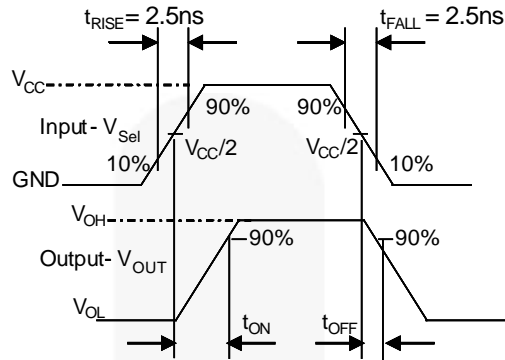 tRISE = 2.5ns
tFALL = 2.5ns
VCC
90%
90%
Input- VSel
VCC/2
VCC/2
10%
10%
GND
VOH
90%
90%
Output- VOUT
VOL
tON
tOFF